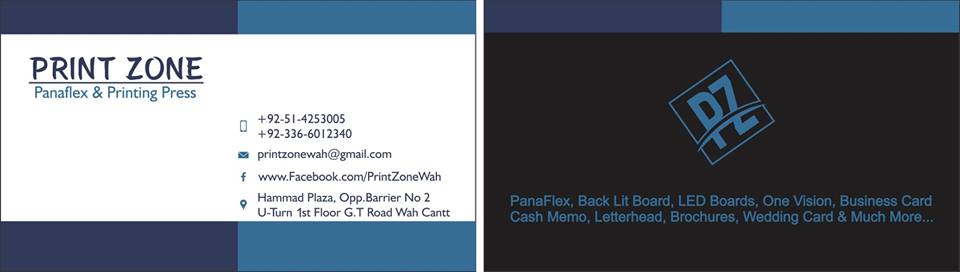 PRINT ZONE
Panaflex & Printing Press
+92-51-4253005
+92-336-6012340
printzonewah@gmail.com
www.Facebook.com/PrintZoneWah
Hammad Plaza, Opp.Barrier No 2
U-Turn 1st Floor G.T Road Wah Cantt
PZ
PanaFlex, Back Lit Board, LED Boards, One Vision, Business Card
Cash Memo, Letterhead, Brochures, Wedding Card & Much More...